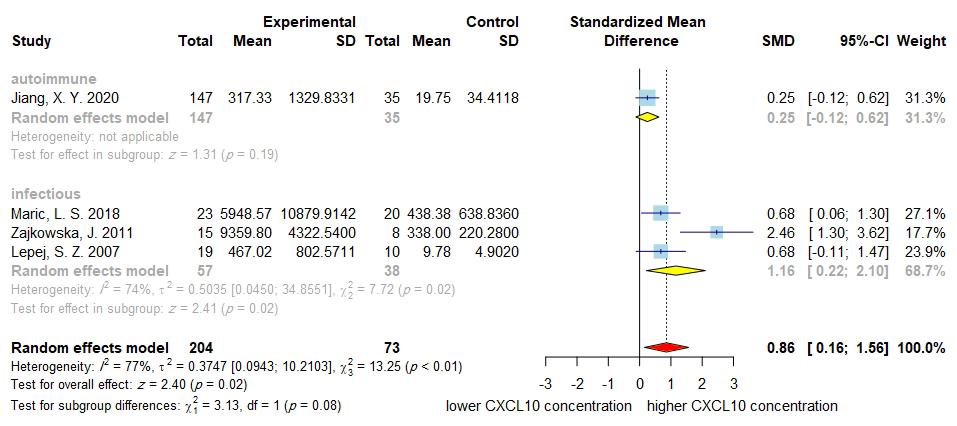 Experimental Control Standardized Mean
Study Total Mean SD Total Mean SD Difference SMD 95%-CI Weight
autoimmune
Jiang, X. Y. 2020 147 317.33 1329.8331 35 19.75 34.4118 0.25 [-0.12; 0.62] 31.3%
Random effects model 147 35 0.25 [-0.12; 0.62] 31.3%
Heterogeneity: not applicable
Test for effect in subgroup: z = 1.31 (p = 0.19)
infectious
Maric, L. S. 2018 23 5948.57 10879.9142 20 438.38 638.8360 0.68 [ 0.06; 1.30] 27.1%
Zajkowska, J. 2011 15 9359.80 4322.5400 8 338.00 220.2800 2.46 [ 1.30; 3.62] 17.7%
Lepej, S. Z. 2007 19 467.02 802.5711 10 9.78 4.9020 0.68 [-0.11; 1.47] 23.9%
Random effects model 57 38 1.16 [ 0.22; 2.10] 68.7%
Heterogeneity: I² = 74%, τ² = 0.5035 [0.0450; 34.8551], χ²₂ = 7.72 (p = 0.02)
Test for effect in subgroup: z = 2.41 (p = 0.02)
Random effects model 204 73 0.86 [ 0.16; 1.56] 100.0%
Heterogeneity: I² = 77%, τ² = 0.3747 [0.0943; 10.2103], χ²₃ = 13.25 (p < 0.01)
Test for overall effect: z = 2.40 (p = 0.02) -3 -2 -1 0 1 2 3
Test for subgroup differences: χ²₁ = 3.13, df = 1 (p = 0.08) lower CXCL10 concentration higher CXCL10 concentration